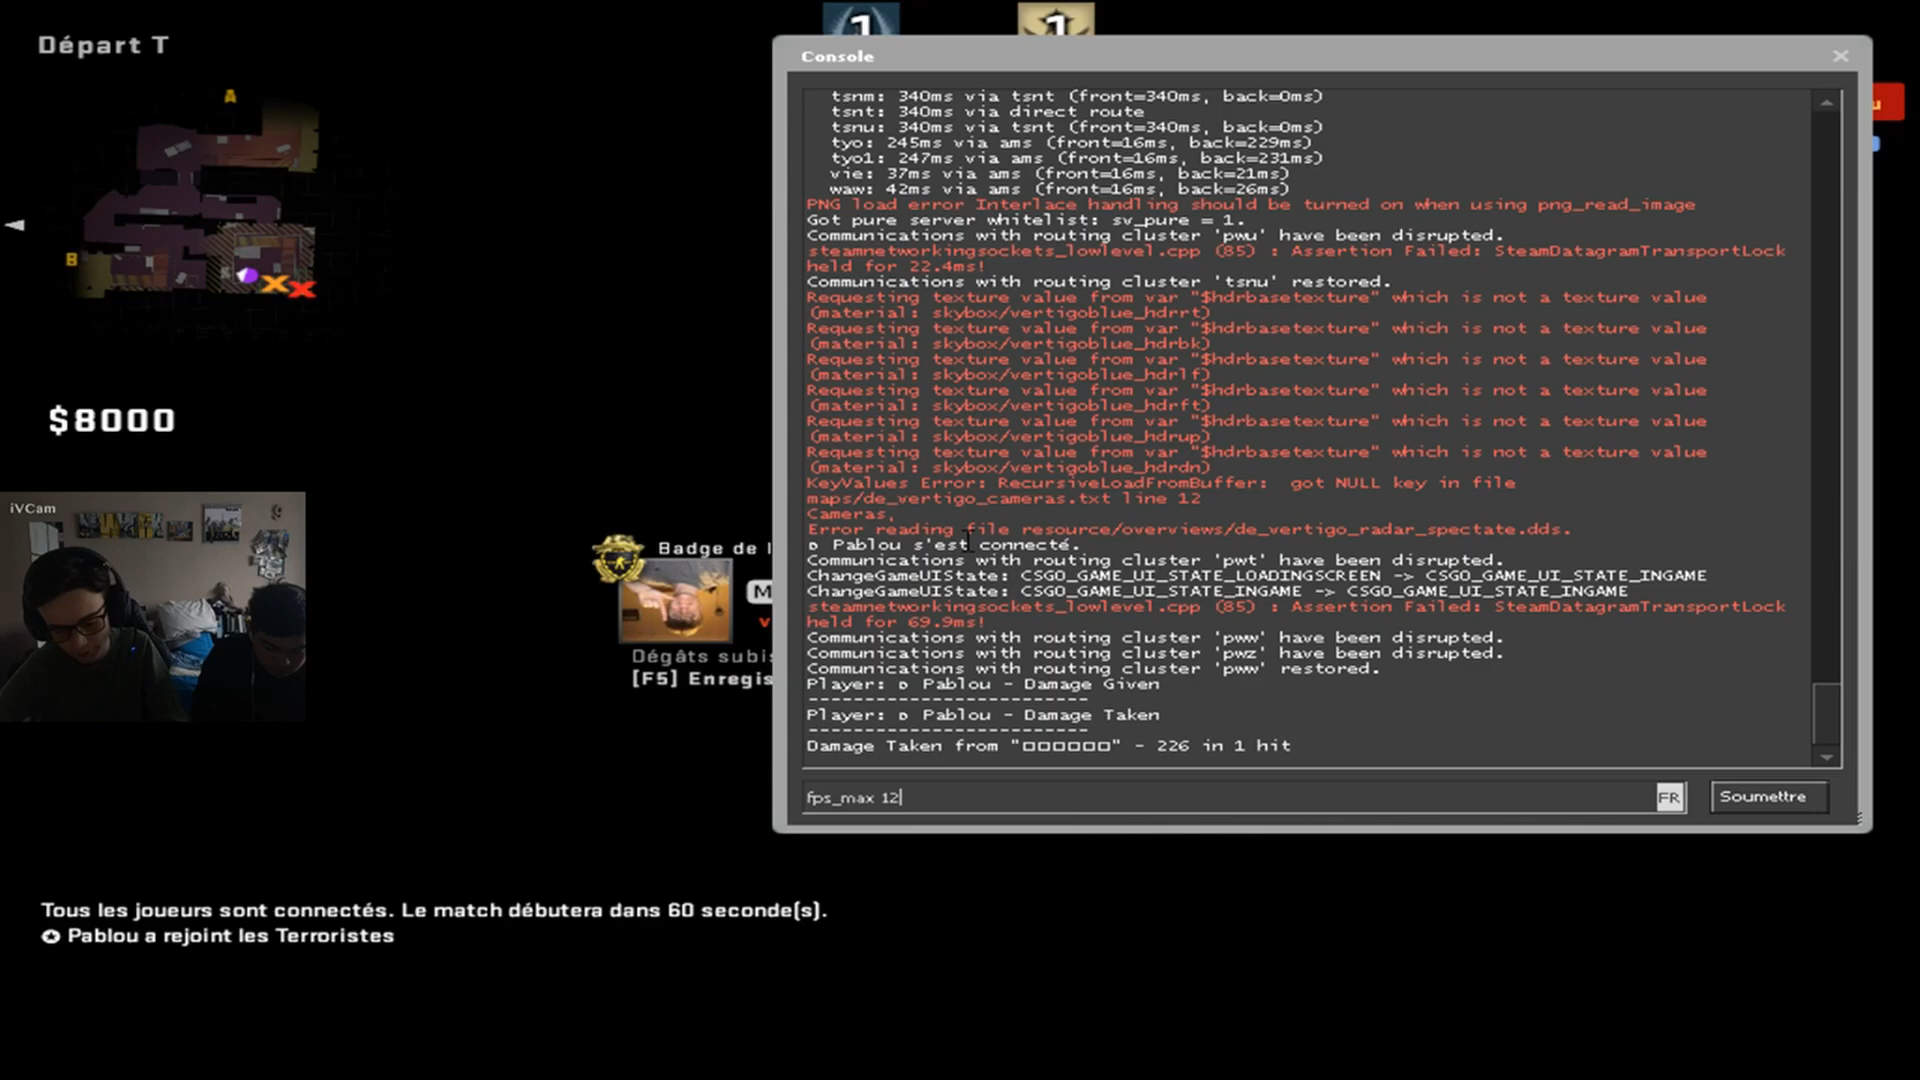 Départ T
1
1
A
B
$8000
iVCam
Console
tsnm: 340ms via tsnt (front=340ms, back=0ms)
tsnt: 340ms via direct route
tsnu: 340ms via tsnt (front=340ms, back=0ms)
tyo: 245ms via ams (front=16ms, back=229ms)
tyo1: 247ms via ams (front=16ms, back=231ms)
vie: 37ms via ams (front=16ms, back=21ms)
waw: 42ms via ams (front=16ms, back=26ms)
PNG load error Interlace handling should be turned on when using png_read_image
Got pure server whitelist: sv_pure = 1.
Communications with routing cluster 'pwu' have been disrupted.
steamnetworkingsockets_lowlevel.cpp (85) : Assertion Failed: SteamDatagramTransportLock
held for 22.4ms!
Communications with routing cluster 'tsnu' restored.
Requesting texture value from var "$hdrbasetexture" which is not a texture value
(material: skybox/vertigoblue_hdrrt)
Requesting texture value from var "$hdrbasetexture" which is not a texture value
(material: skybox/vertigoblue_hdrbk)
Requesting texture value from var "$hdrbasetexture" which is not a texture value
(material: skybox/vertigoblue_hdrlf)
Requesting texture value from var "$hdrbasetexture" which is not a texture value
(material: skybox/vertigoblue_hdrft)
Requesting texture value from var "$hdrbasetexture" which is not a texture value
(material: skybox/vertigoblue_hdrup)
Requesting texture value from var "$hdrbasetexture" which is not a texture value
(material: skybox/vertigoblue_hdrdn)
KeyValues Error: RecursiveLoadFromBuffer:  got NULL key in file
maps/de_vertigo_cameras.txt line 12
Cameras,
Error reading file resource/overviews/de_vertigo_radar_spectate.dds.
Pablou s'est connecté.
Communications with routing cluster 'pwt' have been disrupted.
ChangeGameUIState: CSGO_GAME_UI_STATE_LOADINGSCREEN -> CSGO_GAME_UI_STATE_INGAME
ChangeGameUIState: CSGO_GAME_UI_STATE_INGAME -> CSGO_GAME_UI_STATE_INGAME
steamnetworkingsockets_lowlevel.cpp (85) : Assertion Failed: SteamDatagramTransportLock
held for 69.9ms!
Communications with routing cluster 'pww' have been disrupted.
Communications with routing cluster 'pwz' have been disrupted.
Communications with routing cluster 'pww' restored.
Player: Pablou - Damage Given
-------------------------
Player: Pablou - Damage Taken
-------------------------
Damage Taken from "□□□□□□" - 226 in 1 hit
fps_max 12
FR
Soumettre
Badge de
M
Dégâts subis
[F5] Enregis
Tous les joueurs sont connectés. Le match débutera dans 60 seconde(s).
Pablou a rejoint les Terroristes